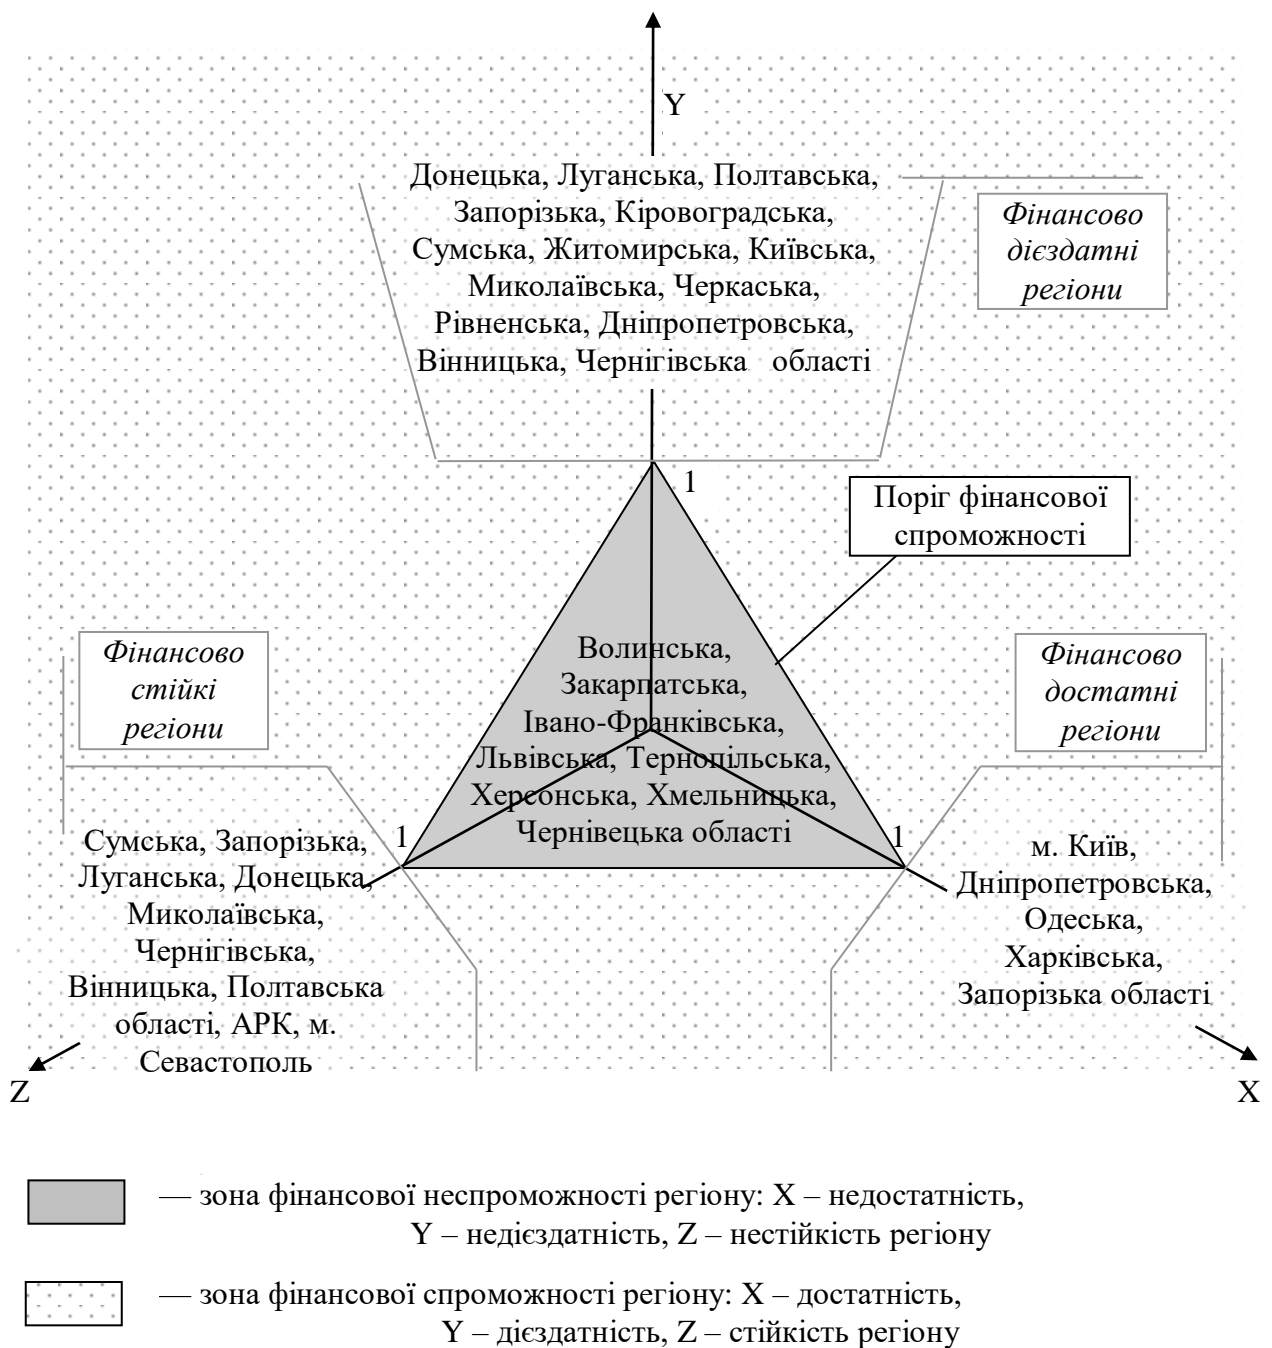 Y
Донецька, Луганська, Полтавська,
Запорізька, Кіровоградська,
Сумська, Житомирська, Київська,
Миколаївська, Черкаська,
Рівненська, Дніпропетровська,
Вінницька, Чернігівська області
Фінансово
дієздатні
регіони
1
Поріг фінансової
спроможності
Фінансово
стійкі
регіони
Волинська,
Закарпатська,
Івано-Франківська,
Львівська, Тернопільська,
Херсонська, Хмельницька,
Чернівецька області
Фінансово
достатні
регіони
1
1
Сумська, Запорізька,
Луганська, Донецька,
Миколаївська,
Чернігівська,
Вінницька, Полтавська
області, АРК, м.
Севастополь
м. Київ,
Дніпропетровська,
Одеська,
Харківська,
Запорізька області
Z
X
— зона фінансової неспроможності регіону: X – недостатність,
Y – недієздатність, Z – нестійкість регіону
— зона фінансової спроможності регіону: X – достатність,
Y – дієздатність, Z – стійкість регіону